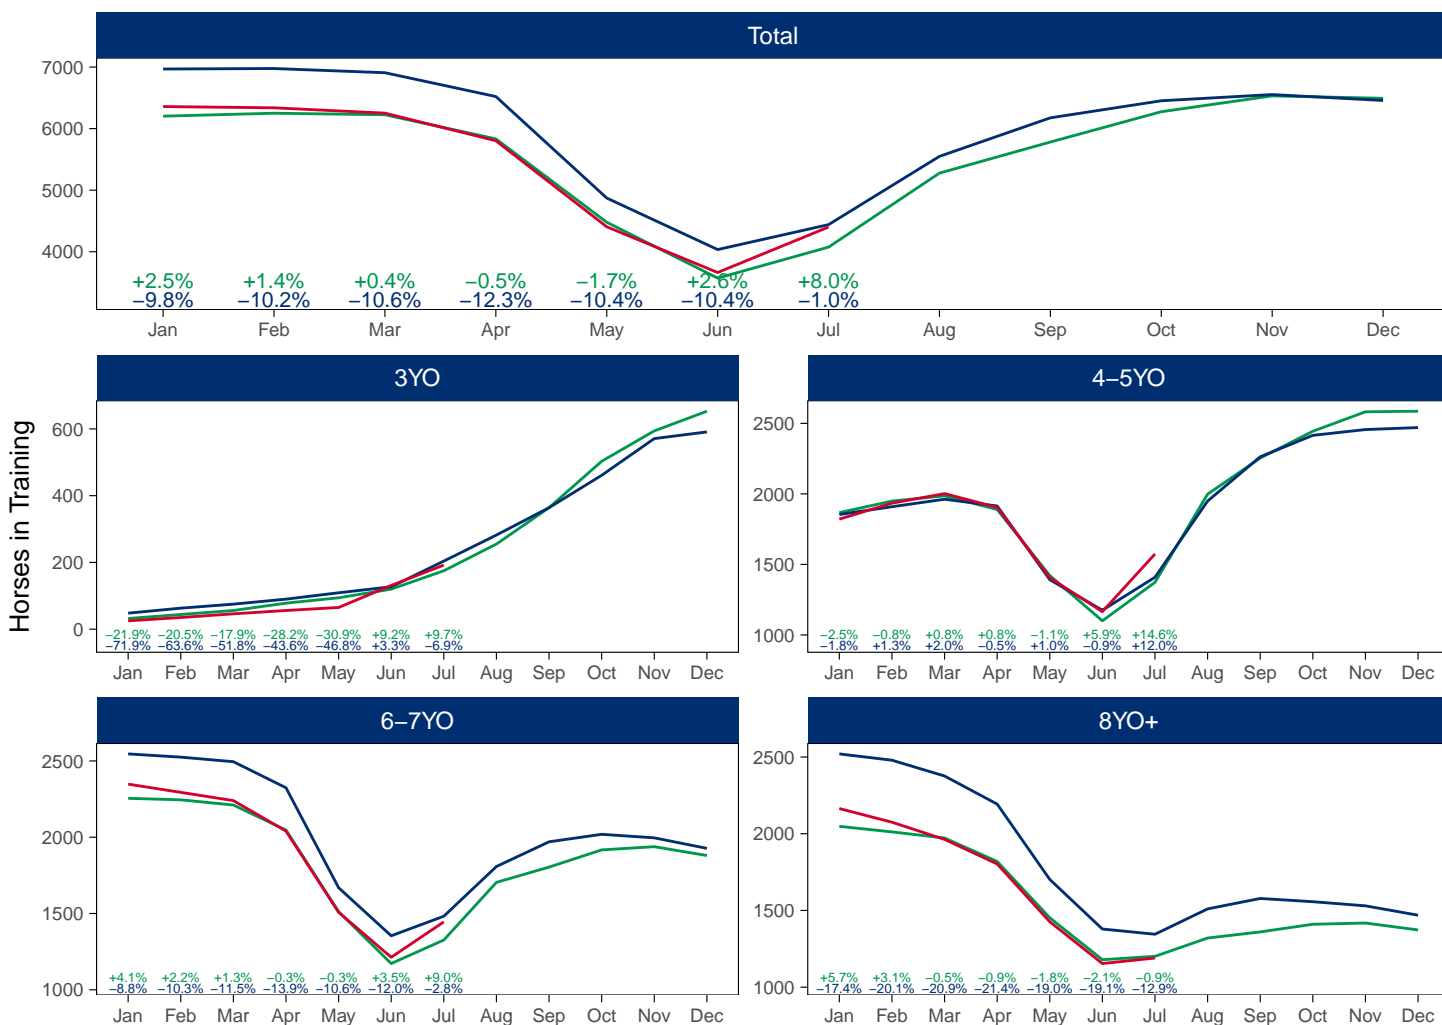 Total
7000
6000
5000
4000
+2.5% +1.4% +0.4% −0.5% −1.7% +2.6% +8.0%
−9.8% −10.2% −10.6% −12.3% −10.4% −10.4% −1.0%
Jan Feb Mar Apr May Jun Jul Aug Sep Oct Nov Dec
Horses in Training
3YO
600
400
200
0
−21.9% −20.5% −17.9% −28.2% −30.9% +9.2% +9.7%
−71.9% −63.6% −51.8% −43.6% −46.8% +3.3% −6.9%
Jan Feb Mar Apr May Jun Jul Aug Sep Oct Nov Dec
4−5YO
2500
2000
1500
1000
−2.5% −0.8% +0.8% +0.8% −1.1% +5.9% +14.6%
−1.8% +1.3% +2.0% −0.5% +1.0% −0.9% +12.0%
Jan Feb Mar Apr May Jun Jul Aug Sep Oct Nov Dec
6−7YO
2500
2000
1500
1000
+4.1% +2.2% +1.3% −0.3% −0.3% +3.5% +9.0%
−8.8% −10.3% −11.5% −13.9% −10.6% −12.0% −2.8%
Jan Feb Mar Apr May Jun Jul Aug Sep Oct Nov Dec
8YO+
2500
2000
1500
1000
+5.7% +3.1% −0.5% −0.9% −1.8% −2.1% −0.9%
−17.4% −20.1% −20.9% −21.4% −19.0% −19.1% −12.9%
Jan Feb Mar Apr May Jun Jul Aug Sep Oct Nov Dec